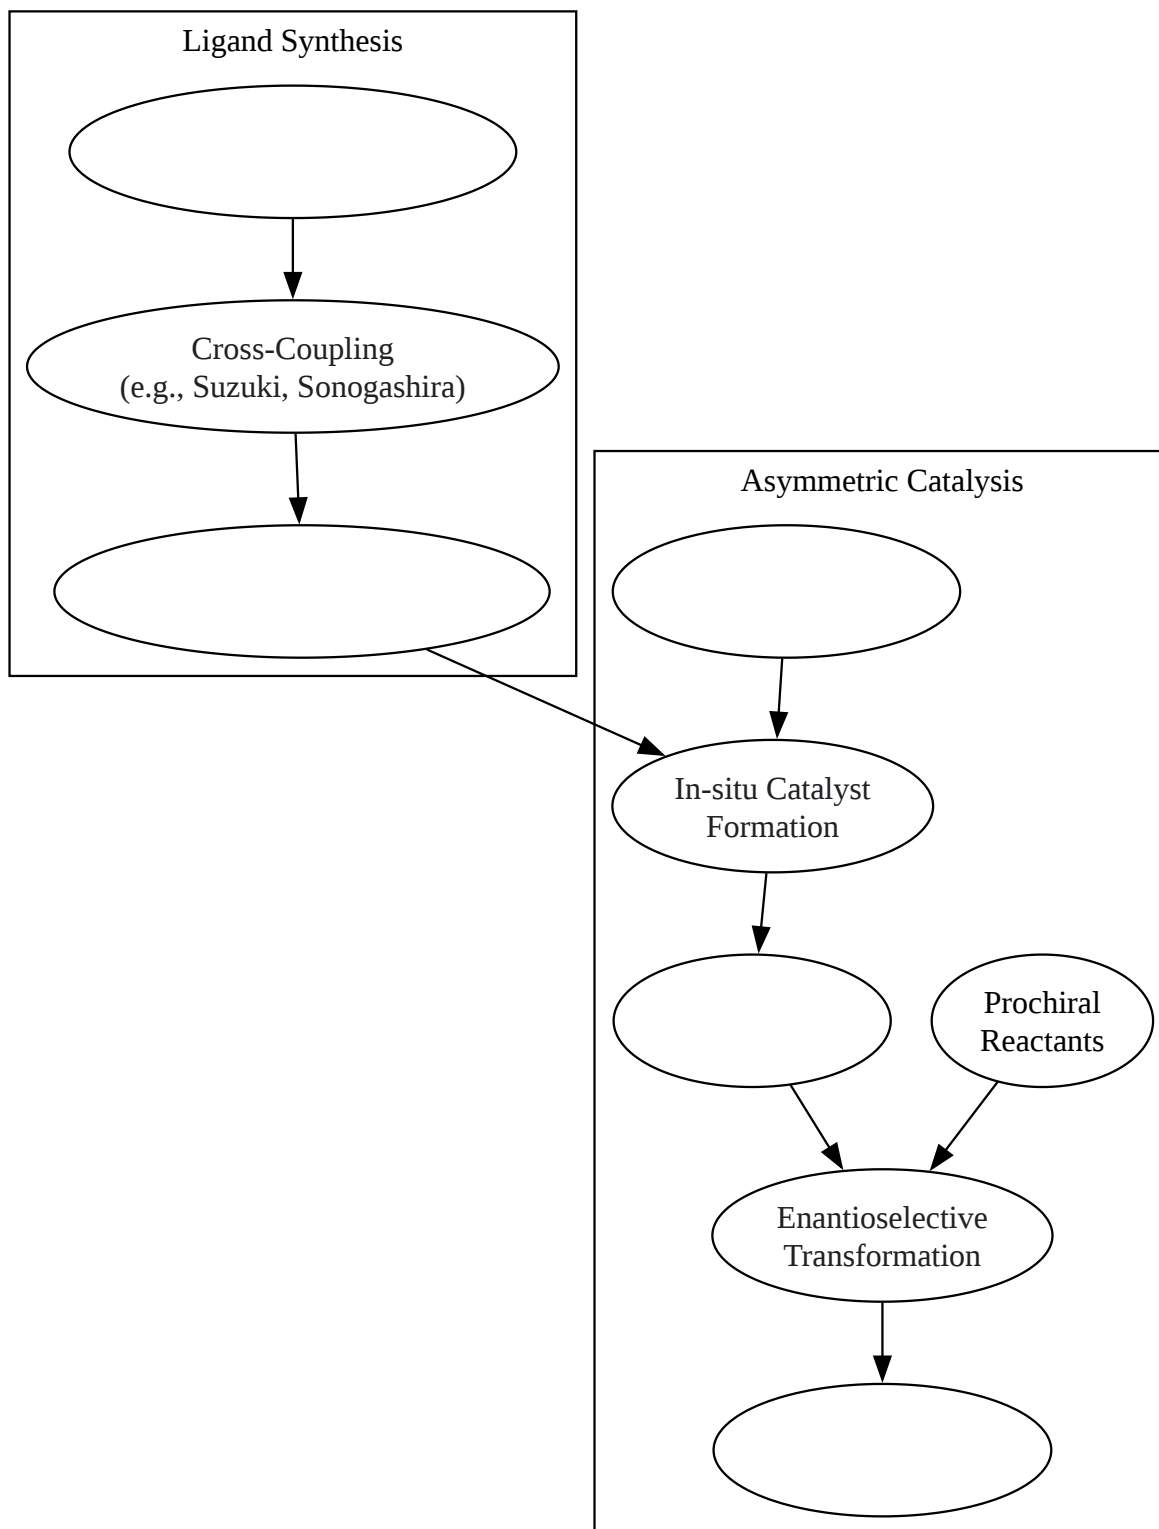 Ligand Synthesis
Cross-Coupling
(e.g., Suzuki, Sonogashira)
Asymmetric Catalysis
In-situ Catalyst
Formation
Prochiral
Reactants
Enantioselective
Transformation